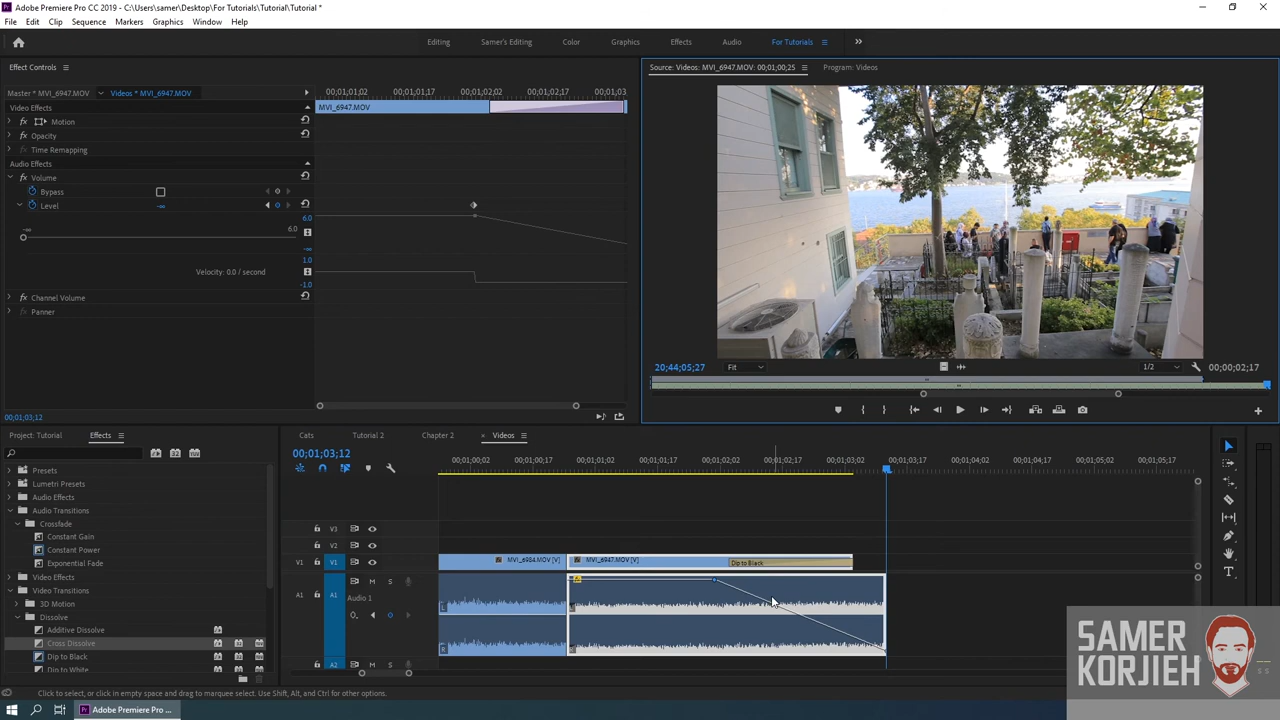 Adobe Premiere Pro CC 2019 - C:\Users\samer\Desktop\For Tutorials\Tutorial\Tutorial *
File Edit Clip Sequence Markers Graphics Window Help
Editing Samer's Editing Color Graphics Effects Audio For Tutorials
Effect Controls
Source: Videos: MVI_6947.MOV: 00;01;00;25 Program: Videos
Master * MVI_6947.MOV Videos * MVI_6947.MOV
00;01;01;02 00;01;01;17 00;01;02;02 00;01;02;17 00;01;03
Video Effects
MVI_6947.MOV
fx Motion
fx Opacity
fx Time Remapping
Audio Effects
fx Volume
Bypass
Level -∞
6.0
-∞ 6.0
-∞
1.0
Velocity: 0.0 / second
-1.0
fx Channel Volume
Panner
20;44;05;27 Fit 1/2 00;00;02;17
00;01;03;12
Project: Tutorial Effects
Cats Tutorial 2 Chapter 2 × Videos
00;01;03;12
00;01;00;02 00;01;00;17 00;01;01;02 00;01;01;17 00;01;02;02 00;01;02;17 00;01;03;02 00;01;03;17 00;01;04;02 00;01;04;17 00;01;05;02 00;01;05;17
Presets
Lumetri Presets
Audio Effects
Audio Transitions
Crossfade
Constant Gain
Constant Power
Exponential Fade
Video Effects
Video Transitions
3D Motion
Dissolve
Additive Dissolve
Cross Dissolve
Dip to Black
Dip to White
V3
V2
V1 V1
MVI_6984.MOV [V] MVI_6947.MOV [V] Dip to Black
A1 A1 M S
Audio 1
L
R
A2 M S
SAMER
KORJIEH
Click to select, or click in empty space and drag to marquee select. Use Shift, Alt, and Ctrl for other options.
Pr Adobe Premiere Pro ...